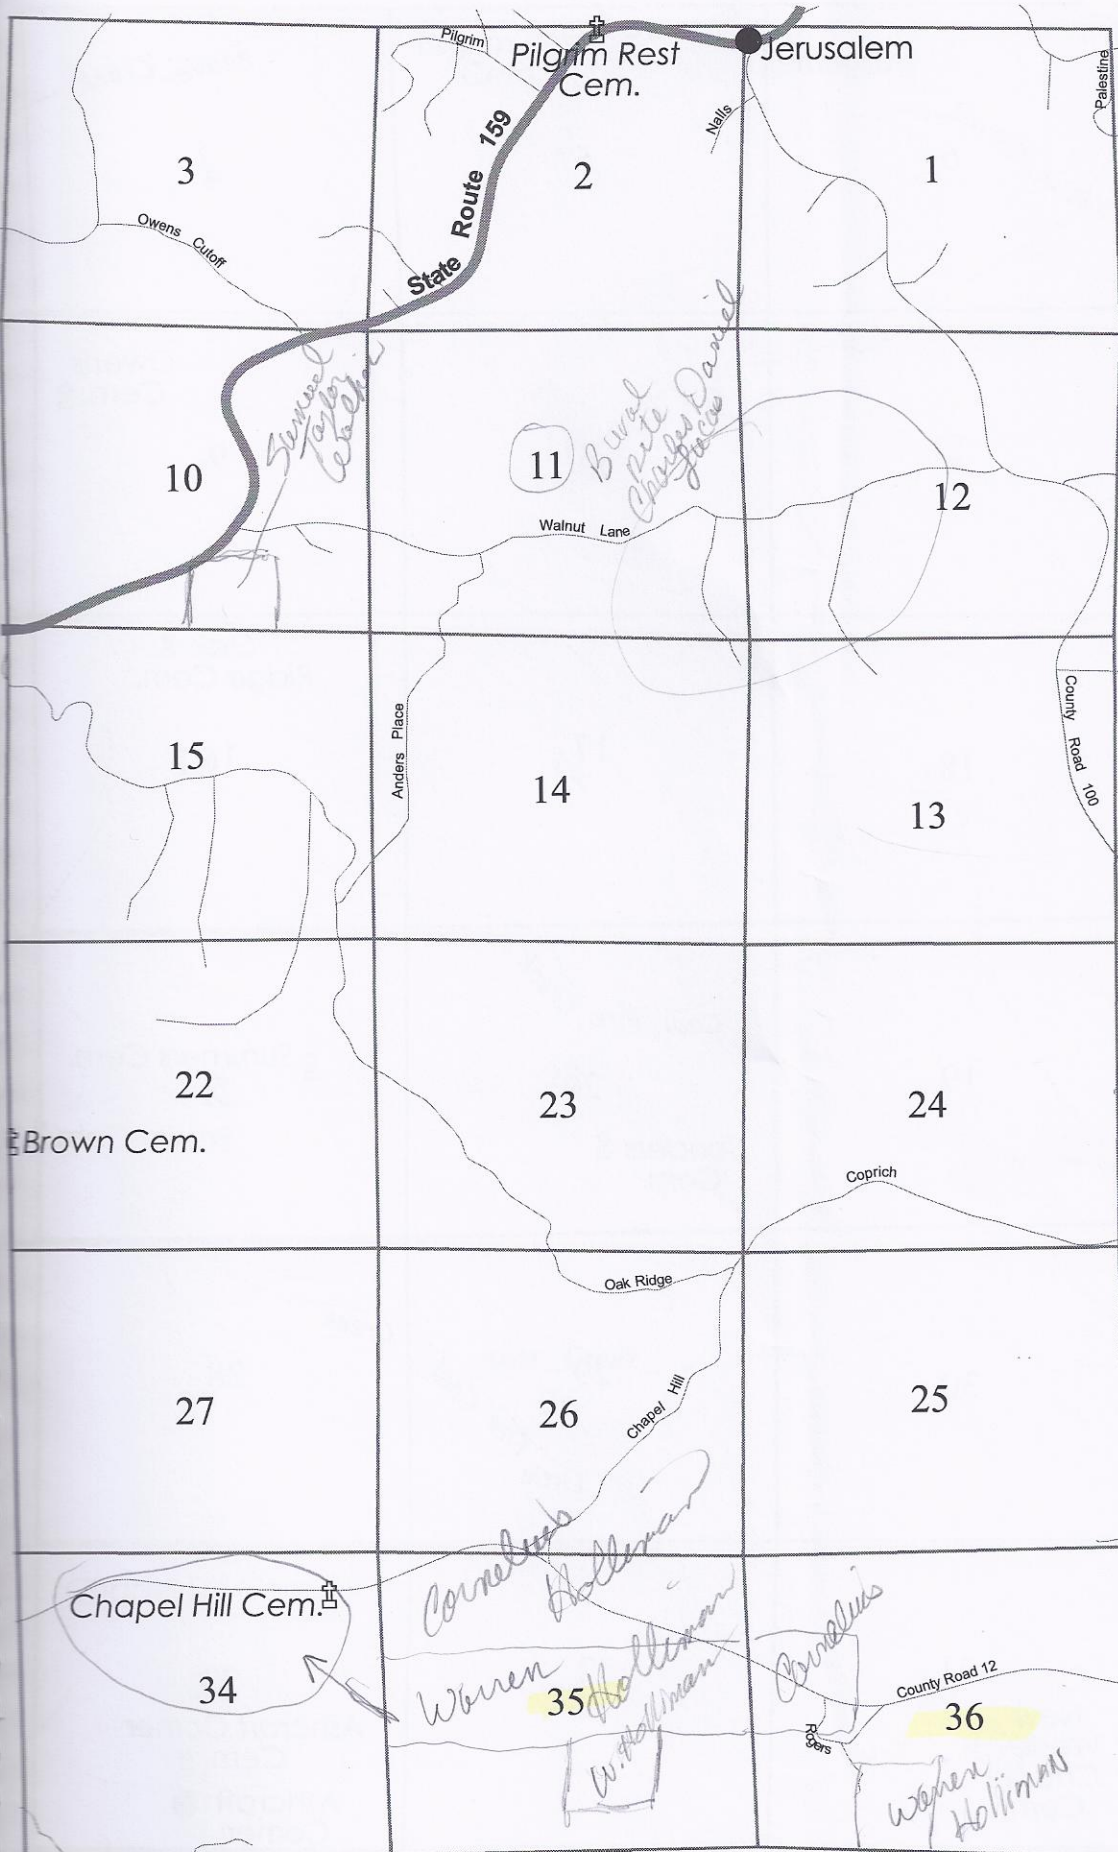 Pilgrim
Pilgrim Rest
Cem.
Jerusalem
Palestine
Nalls
State Route 159
3
2
1
Owens Cutoff
Samuel
Taylor
Burial
site
Charles Daniel
Lucas
10
11
12
Walnut Lane
15
Anders Place
14
13
County Road 100
22
23
24
Brown Cem.
Coprich
Oak Ridge
27
26
25
Chapel Hill
Cornelius
Holliman
Chapel Hill Cem.
Cornelius
Warren
Holliman
34
35
County Road 12
36
Rogers
W. Holliman
Warren
Holliman